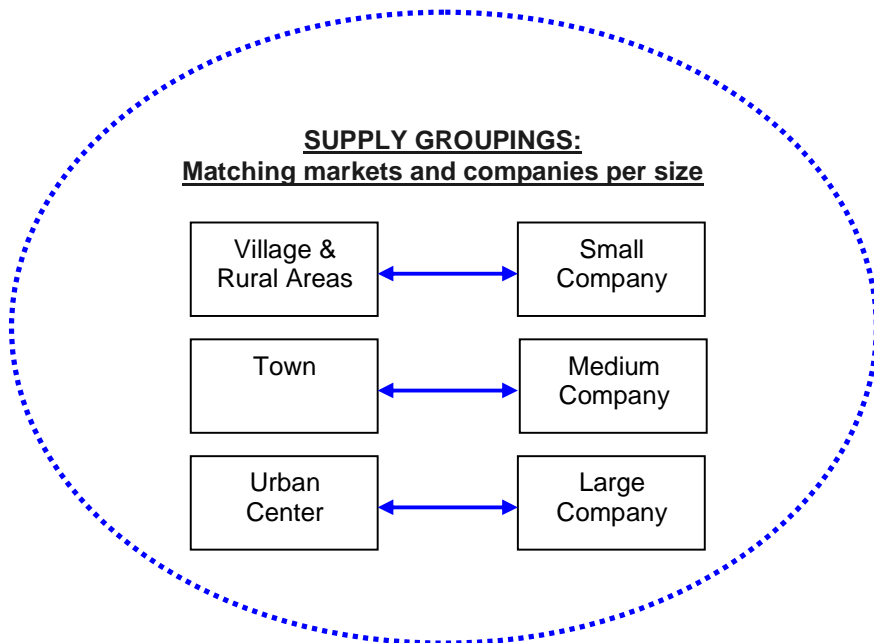 SUPPLY GROUPINGS:
Matching markets and companies per size
Village &
Rural Areas
Small
Company
Town
Medium
Company
Urban
Center
Large
Company